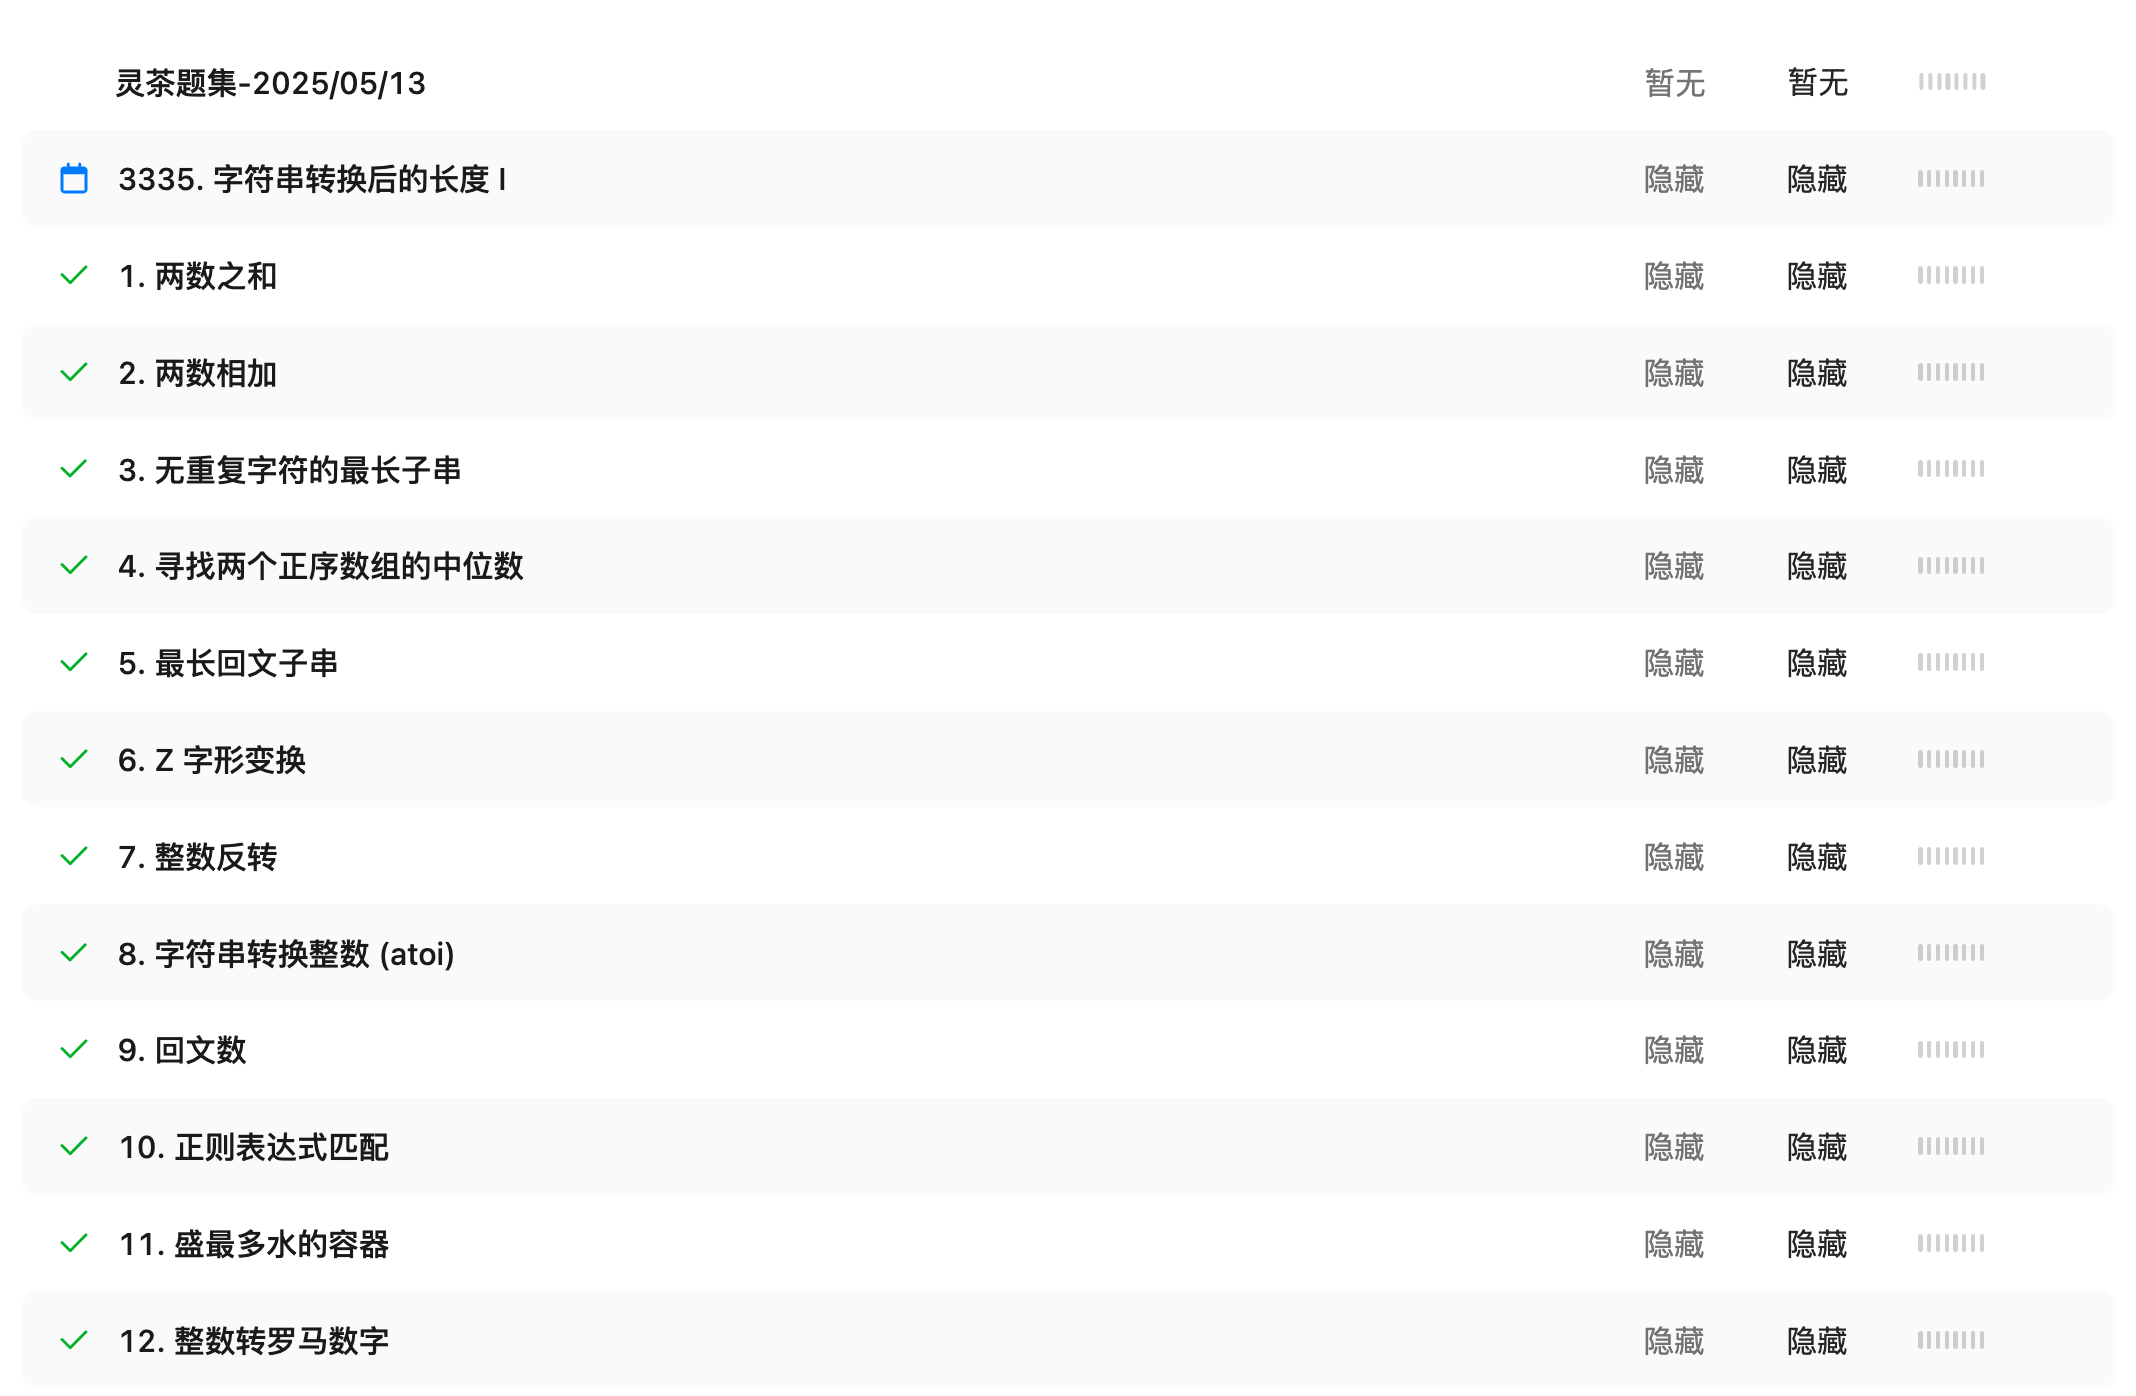 灵茶题集-2025/05/13 暂无 暂无
3335. 字符串转换后的长度 I 隐藏 隐藏
1. 两数之和 隐藏 隐藏
2. 两数相加 隐藏 隐藏
3. 无重复字符的最长子串 隐藏 隐藏
4. 寻找两个正序数组的中位数 隐藏 隐藏
5. 最长回文子串 隐藏 隐藏
6. Z 字形变换 隐藏 隐藏
7. 整数反转 隐藏 隐藏
8. 字符串转换整数 (atoi) 隐藏 隐藏
9. 回文数 隐藏 隐藏
10. 正则表达式匹配 隐藏 隐藏
11. 盛最多水的容器 隐藏 隐藏
12. 整数转罗马数字 隐藏 隐藏